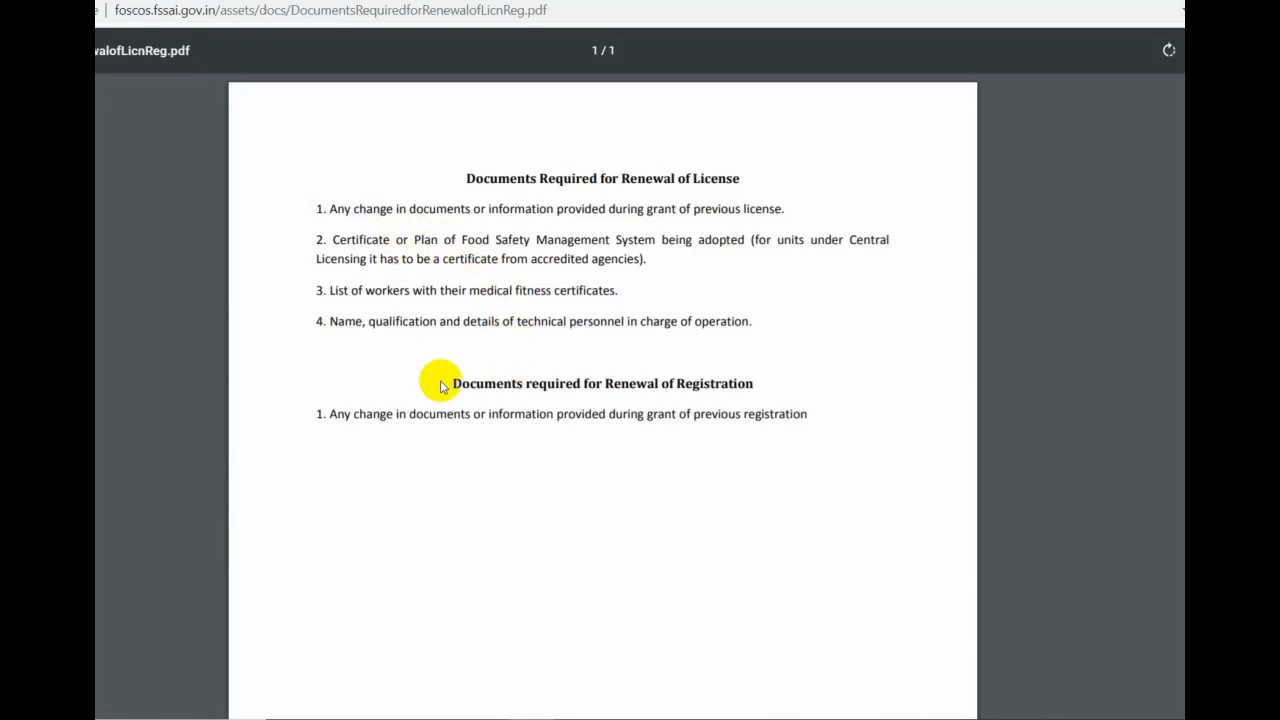 foscos.fssai.gov.in/assets/docs/DocumentsRequiredforRenewalofLicnReg.pdf
valofLicnReg.pdf
1 / 1
Documents Required for Renewal of License
1. Any change in documents or information provided during grant of previous license.
2. Certificate or Plan of Food Safety Management System being adopted (for units under Central
Licensing it has to be a certificate from accredited agencies).
3. List of workers with their medical fitness certificates.
4. Name, qualification and details of technical personnel in charge of operation.
Documents required for Renewal of Registration
1. Any change in documents or information provided during grant of previous registration